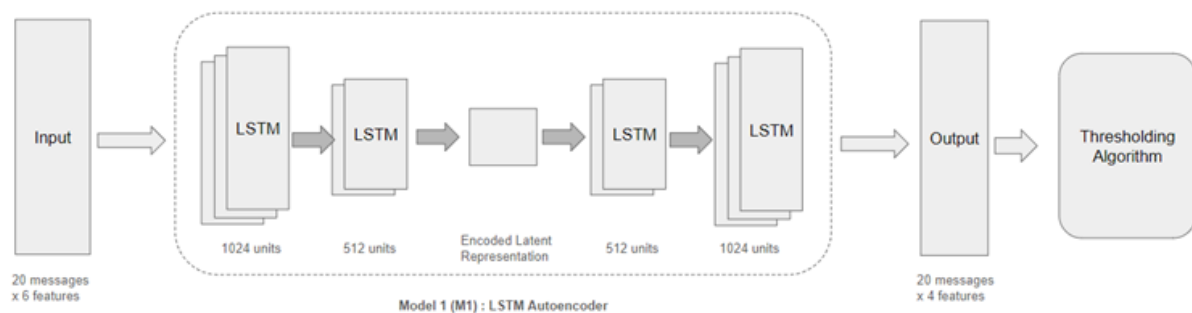 Input
LSTM
LSTM
LSTM
LSTM
Output
Thresholding
Algorithm
1024 units
512 units
Encoded Latent
Representation
512 units
1024 units
20 messages
x 6 features
20 messages
x 4 features
Model 1 (M1) : LSTM Autoencoder